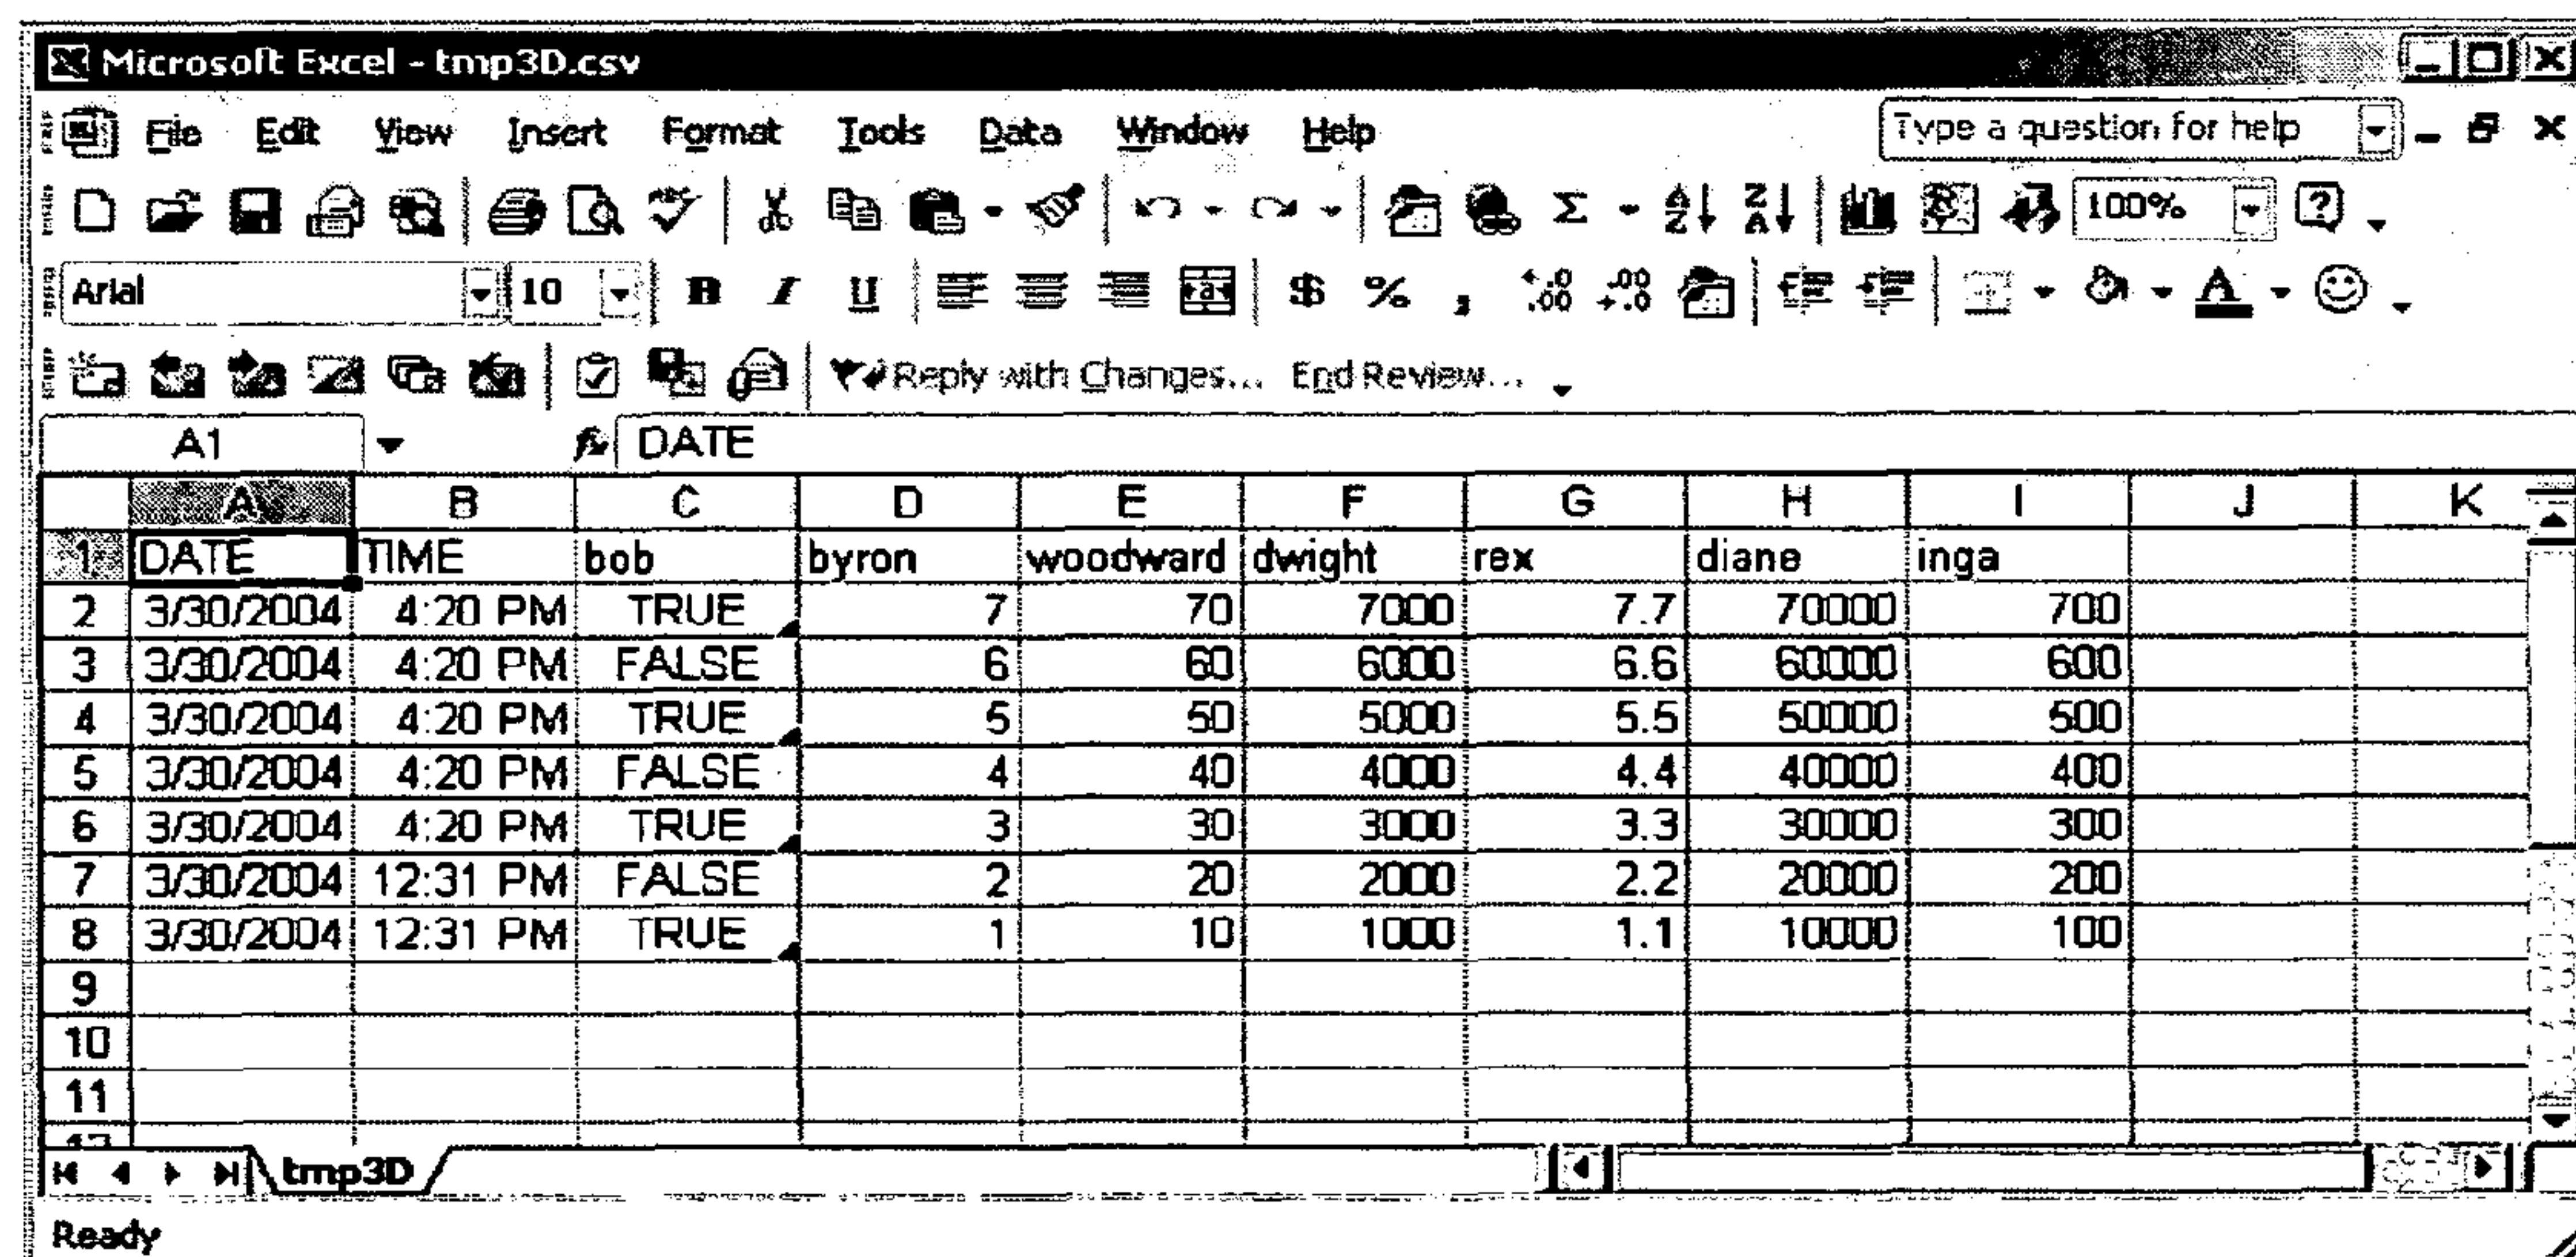 Microsoft Excel - tmp3D.csv
File Edit View Insert Format Tools Data Window Help Type a question for help
100%
Arial 10 B I U $ % ,
Reply with Changes... End Review...
A1 fx DATE
A B C D E F G H I J K
1 DATE TIME bob byron woodward dwight rex diane inga
2 3/30/2004 4:20 PM TRUE 7 70 7000 7.7 70000 700
3 3/30/2004 4:20 PM FALSE 6 60 6000 6.6 60000 600
4 3/30/2004 4:20 PM TRUE 5 50 5000 5.5 50000 500
5 3/30/2004 4:20 PM FALSE 4 40 4000 4.4 40000 400
6 3/30/2004 4:20 PM TRUE 3 30 3000 3.3 30000 300
7 3/30/2004 12:31 PM FALSE 2 20 2000 2.2 20000 200
8 3/30/2004 12:31 PM TRUE 1 10 1000 1.1 10000 100
9
10
11
tmp3D
Ready